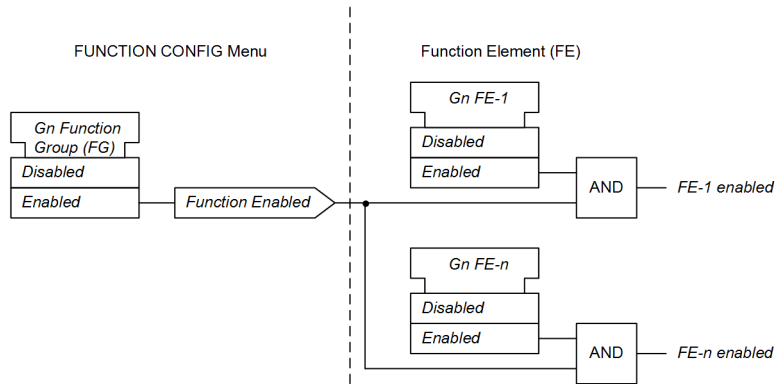 FUNCTION CONFIG Menu
Function Element (FE)
Gn Function
Group (FG)
Disabled
Enabled
Function Enabled
Gn FE-1
Disabled
Enabled
AND
FE-1 enabled
Gn FE-n
Disabled
Enabled
AND
FE-n enabled